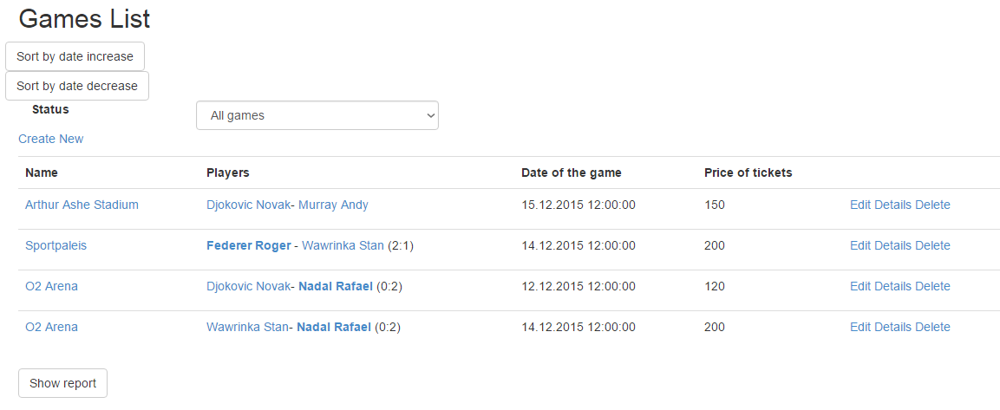 Games List
Sort by date increase
Sort by date decrease
Status All games
Create New
Name Players Date of the game Price of tickets
Arthur Ashe Stadium Djokovic Novak- Murray Andy 15.12.2015 12:00:00 150 Edit Details Delete
Sportpaleis Federer Roger - Wawrinka Stan (2:1) 14.12.2015 12:00:00 200 Edit Details Delete
O2 Arena Djokovic Novak- Nadal Rafael (0:2) 12.12.2015 12:00:00 120 Edit Details Delete
O2 Arena Wawrinka Stan- Nadal Rafael (0:2) 14.12.2015 12:00:00 200 Edit Details Delete
Show report